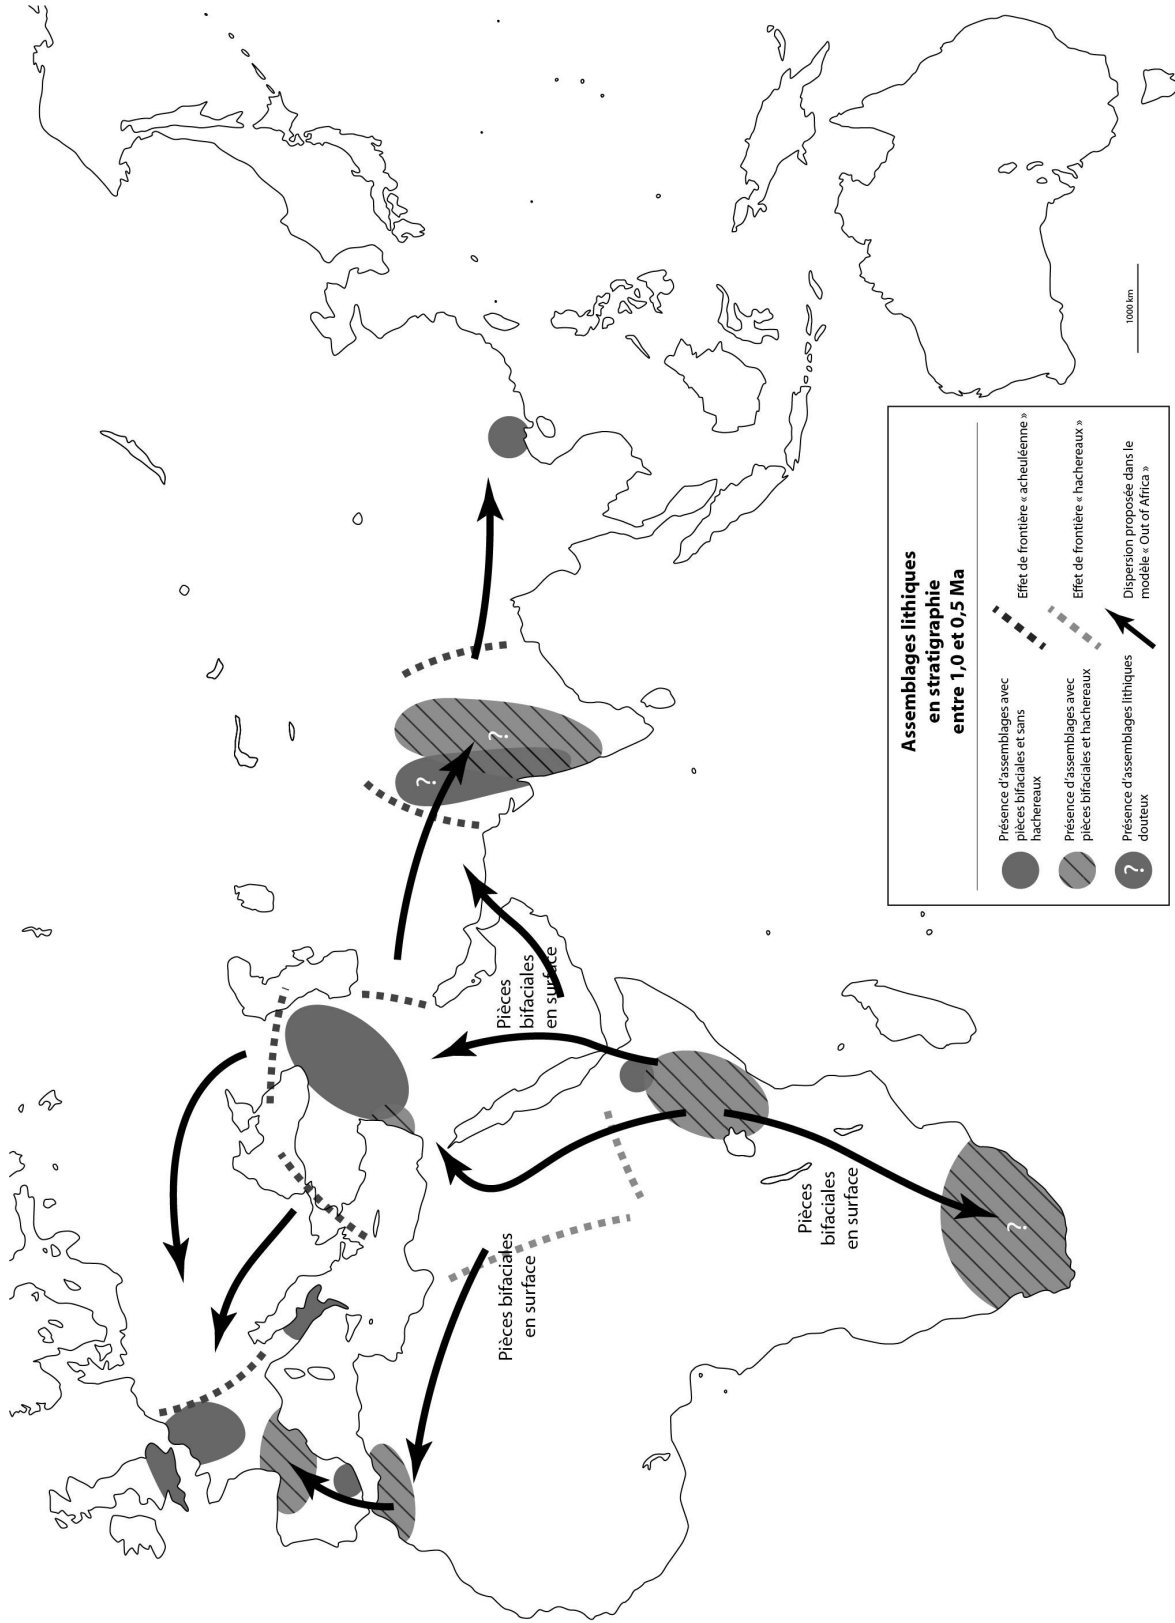 Pièces bifaciales
en surface
Pièces
bifaciales
en surface
Pièces
bifaciales
en surface
Assemblages lithiques
en stratigraphie
entre 1,0 et 0,5 Ma
Présence d'assemblages avec
pièces bifaciales et sans
hachereaux
Présence d'assemblages avec
pièces bifaciales et hachereaux
?
Présence d'assemblages lithiques
douteux
Effet de frontière « acheuléenne »
Effet de frontière « hachereaux »
Dispersion proposée dans le
modèle « Out of Africa »
1000 km
?
?
?